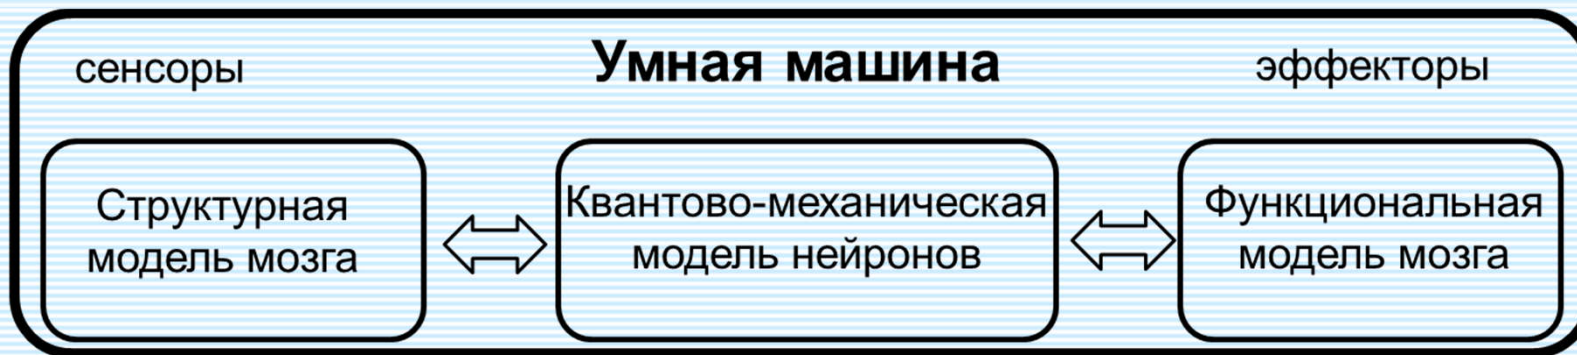 сенсоры
Умная машина
эффекторы
Структурная
модель мозга
Квантово-механическая
модель нейронов
Функциональная
модель мозга